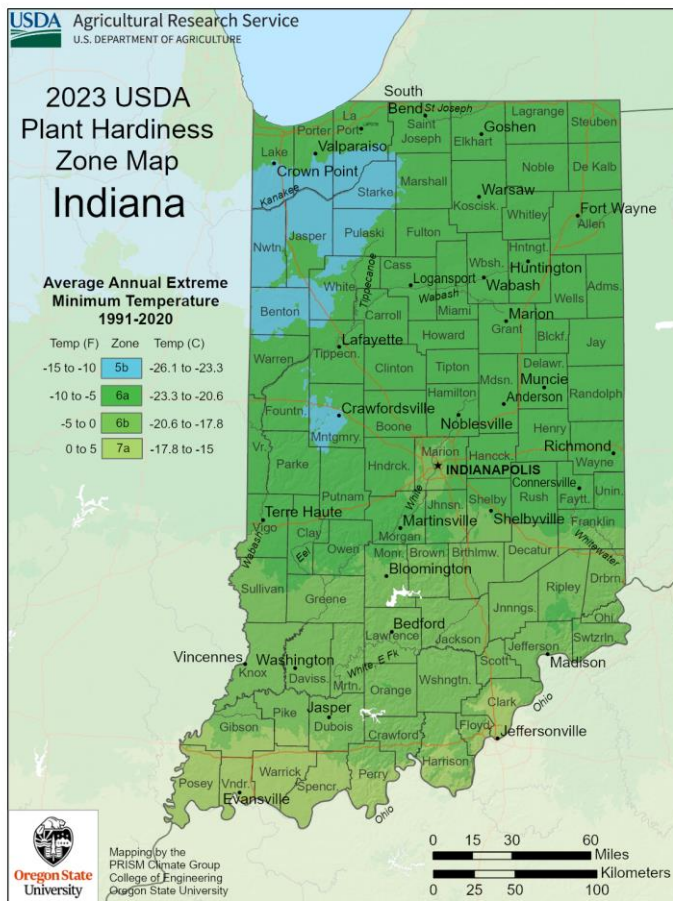 USDA Agricultural Research Service
U.S. DEPARTMENT OF AGRICULTURE
2023 USDA
Plant Hardiness
Zone Map
Indiana
Average Annual Extreme
Minimum Temperature
1991-2020
Temp (F) Zone Temp (C)
-15 to -10 5b -26.1 to -23.3
-10 to -5 6a -23.3 to -20.6
-5 to 0 6b -20.6 to -17.8
0 to 5 7a -17.8 to -15
South
Bend
St Joseph
La
Port.
Porter
Lake
Valparaiso
Crown Point
Saint
Joseph
Elkhart
Goshen
Lagrange
Steuben
Kankakee
Starke
Marshall
Noble
De Kalb
Warsaw
Koscisk.
Whitley
Fort Wayne
Allen
Nwtn.
Jasper
Pulaski
Fulton
Tippecanoe
Cass
Logansport
Wabash
Miami
Wbsh.
Wabash
Hntngt.
Huntington
Wells
Adms.
White
Benton
Carroll
Howard
Marion
Grant
Blckf.
Jay
Lafayette
Tippecn.
Warren
Clinton
Tipton
Mdsn.
Delawr.
Muncie
Anderson
Randolph
Fountn.
Crawfordsville
Mntgmry.
Boone
Hamilton
Noblesville
Henry
Richmond
Wayne
Vr.
Parke
Hndrck.
Marion
INDIANAPOLIS
Hancck.
Connersville
Rush
Faytt.
Unin.
Putnam
White
Jhnsn.
Shelby
Shelbyville
Franklin
Whitewater
Terre Haute
Vigo
Clay
Eel
Owen
Martinsville
Morgan
Monr.
Brown
Brthlmw.
Decatur
Wabash
Sullivan
Greene
Bloomington
Ripley
Drbrn.
Jnnngs.
Ohi.
Bedford
Lawrence
Jackson
Jefferson
Swtzrln.
Vincennes
Knox
Washington
Daviss.
Mrtn.
White, E Fk
Orange
Wshngtn.
Scott
Madison
Clark
Ohio
Jasper
Pike
Dubois
Gibson
Crawford
Floyd
Jeffersonville
Harrison
Posey
Vndr.
Warrick
Evansville
Spencr.
Perry
Ohio
Oregon State
University
Mapping by the
PRISM Climate Group
College of Engineering
Oregon State University
0 15 30 60
Miles
Kilometers
0 25 50 100